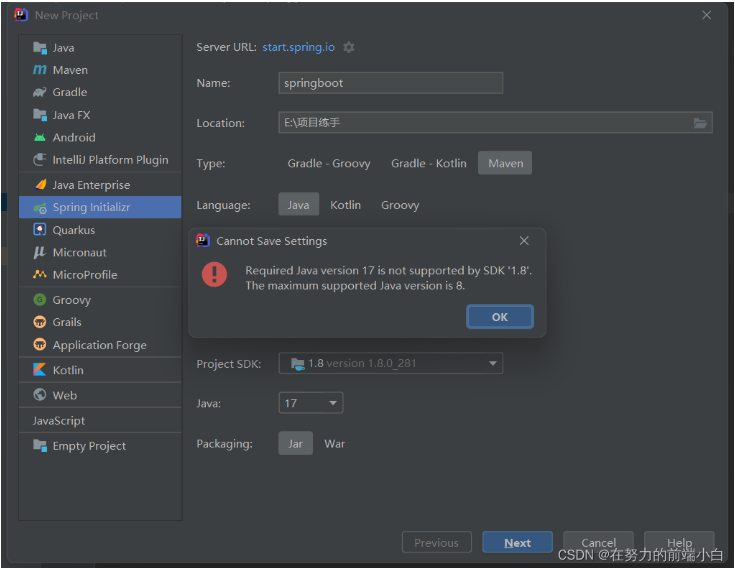 New Project
Java
Maven
Gradle
Java FX
Android
IntelliJ Platform Plugin
Java Enterprise
Spring Initializr
Quarkus
Micronaut
MicroProfile
Groovy
Grails
Application Forge
Kotlin
Web
JavaScript
Empty Project
Server URL: start.spring.io
Name: springboot
Location: E:\项目练手
Type: Gradle - Groovy Gradle - Kotlin Maven
Language: Java Kotlin Groovy
Cannot Save Settings
Required Java version 17 is not supported by SDK '1.8'.
The maximum supported Java version is 8.
OK
Project SDK: 1.8 version 1.8.0_281
Java: 17
Packaging: Jar War
Previous Next Cancel Help
CSDN @在努力的前端小白